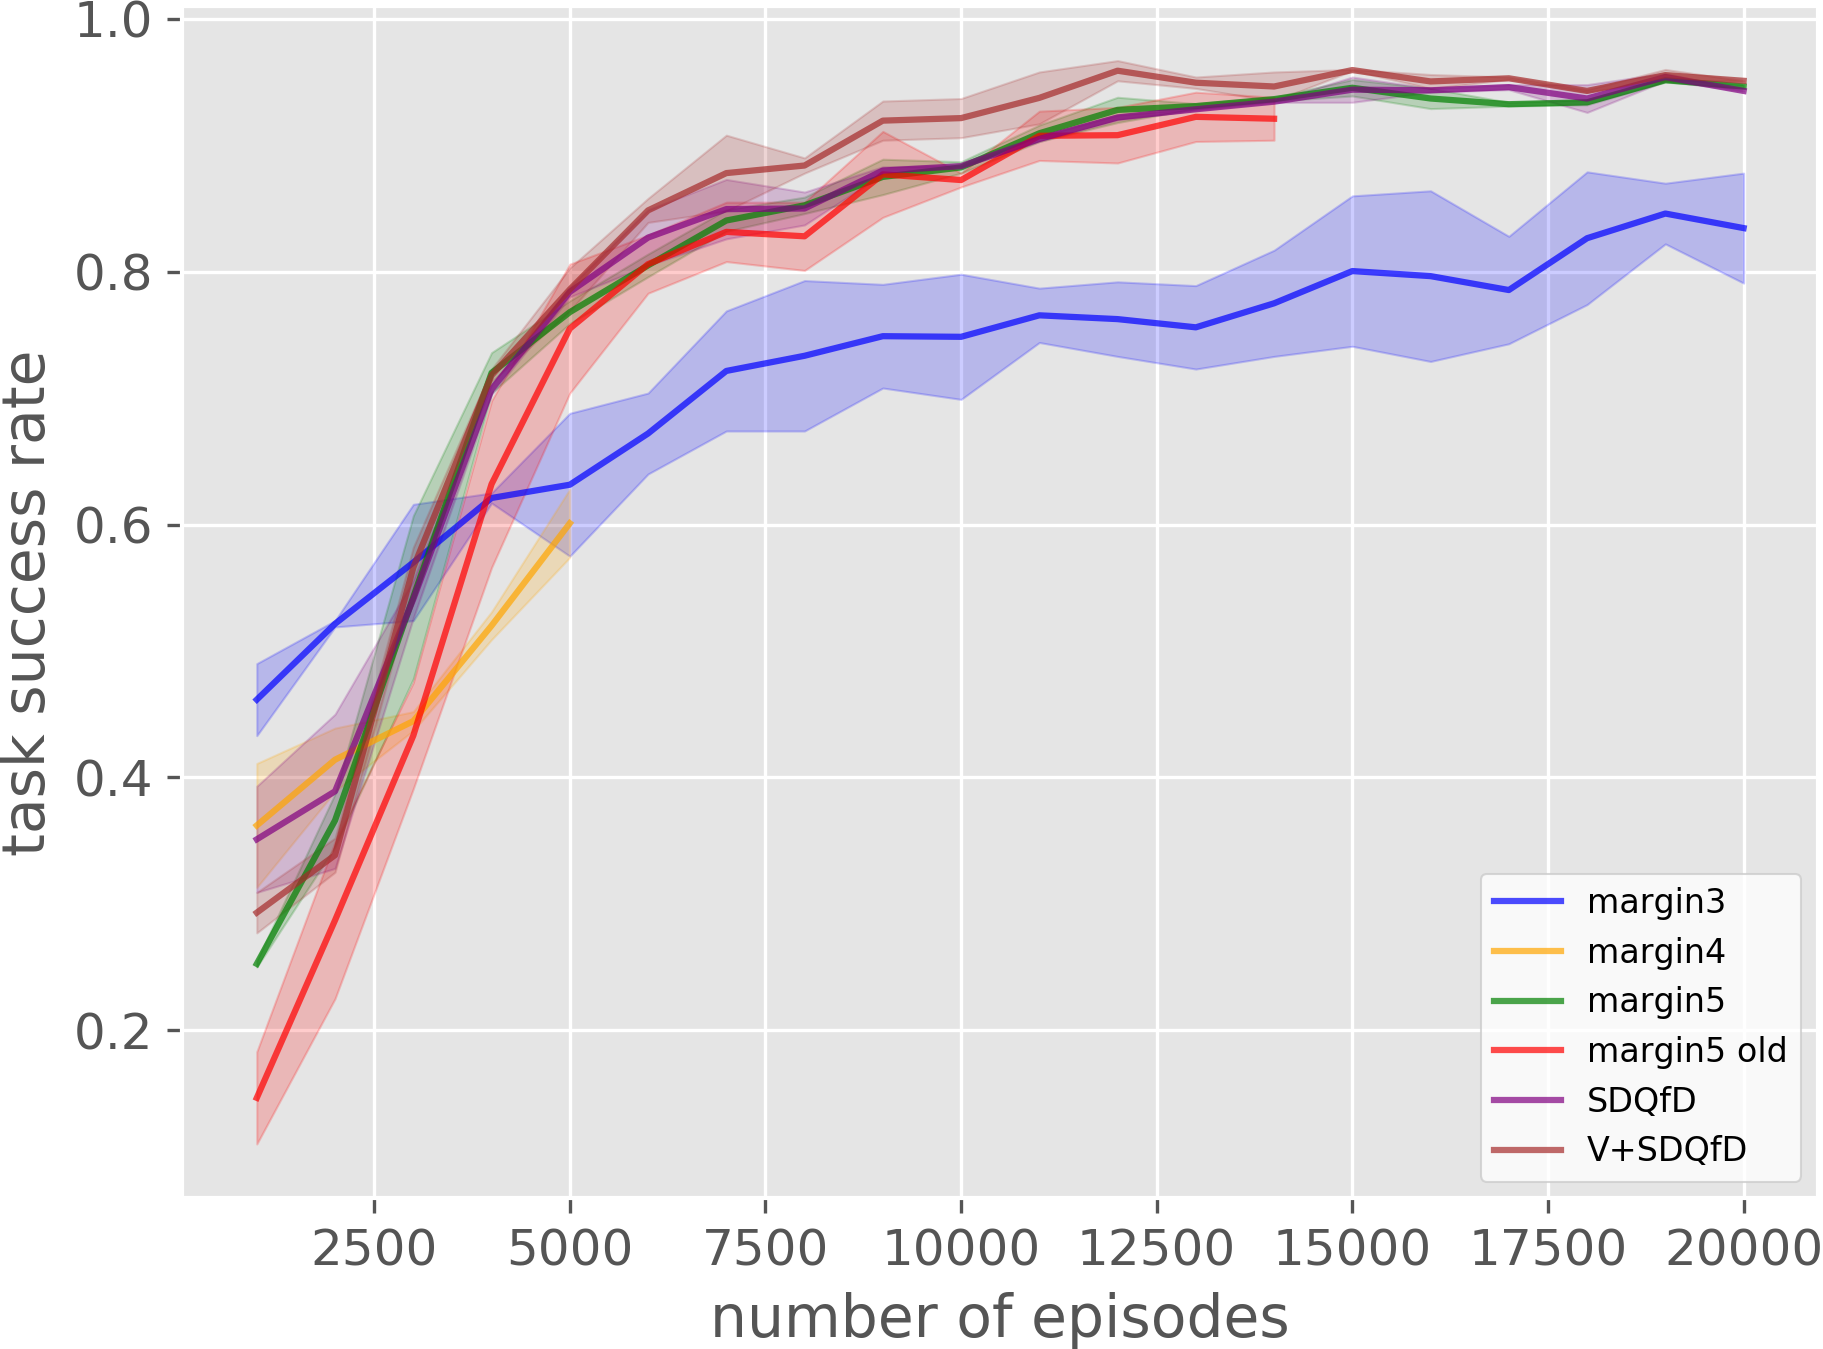 1.0
0.8
0.6
0.4
0.2
task success rate
2500 5000 7500 10000 12500 15000 17500 20000
number of episodes
margin3
margin4
margin5
margin5 old
SDQfD
V+SDQfD